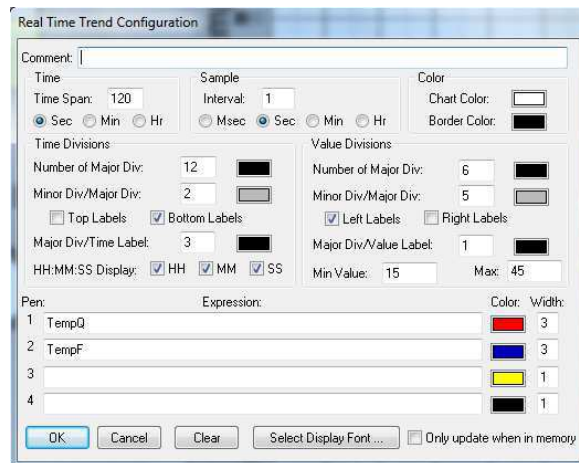 Real Time Trend Configuration
Comment:
Time Sample Color
Time Span: 120 Interval: 1 Chart Color:
Sec Min Hr Msec Sec Min Hr Border Color:
Time Divisions Value Divisions
Number of Major Div: 12 Number of Major Div: 6
Minor Div/Major Div: 2 Minor Div/Major Div: 5
Top Labels Bottom Labels Left Labels Right Labels
Major Div/Time Label: 3 Major Div/Value Label: 1
HH:MM:SS Display: HH MM SS Min Value: 15 Max: 45
Pen: Expression: Color: Width:
1 TempQ 3
2 TempF 3
3 1
4 1
OK Cancel Clear Select Display Font ... Only update when in memory